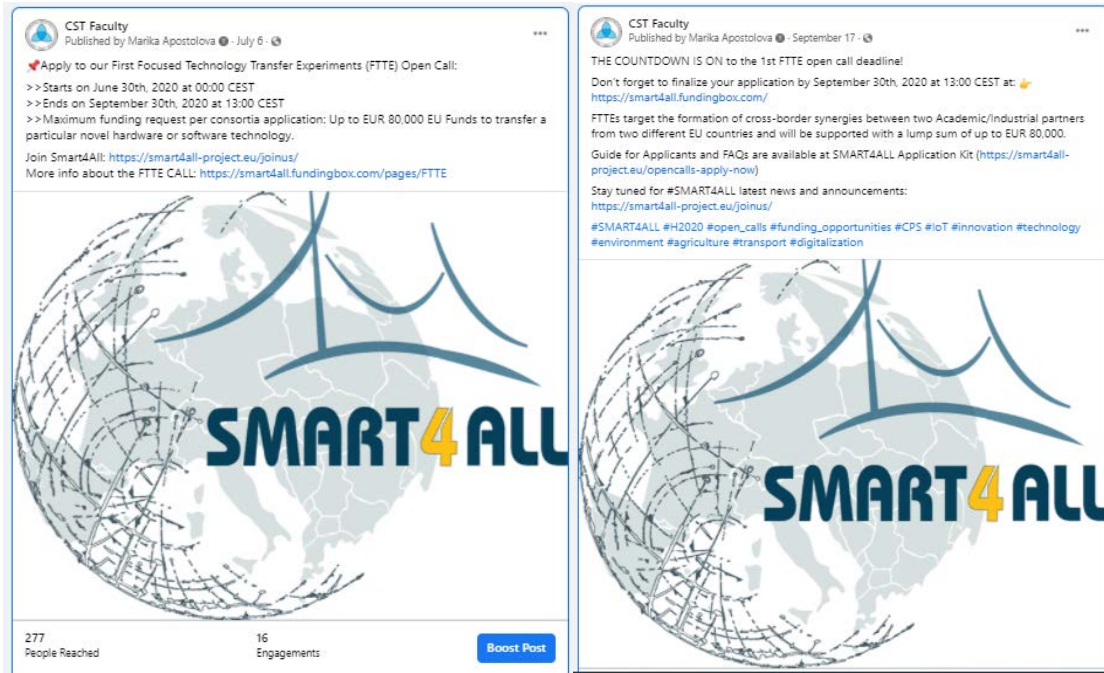 CST Faculty
Published by Marika Apostolova · July 6 ·
📌Apply to our First Focused Technology Transfer Experiments (FTTE) Open Call:
>>Starts on June 30th, 2020 at 00:00 CEST
>>Ends on September 30th, 2020 at 13:00 CEST
>>Maximum funding request per consortia application: Up to EUR 80,000 EU Funds to transfer a
particular novel hardware or software technology.
Join Smart4All: https://smart4all-project.eu/joinus/
More info about the FTTE CALL: https://smart4all.fundingbox.com/pages/FTTE
SMART4ALL
277
People Reached
16
Engagements
Boost Post
CST Faculty
Published by Marika Apostolova · September 17 ·
THE COUNTDOWN IS ON to the 1st FTTE open call deadline!
Don't forget to finalize your application by September 30th, 2020 at 13:00 CEST at: 👉
https://smart4all.fundingbox.com/
FTTEs target the formation of cross-border synergies between two Academic/Industrial partners
from two different EU countries and will be supported with a lump sum of up to EUR 80,000.
Guide for Applicants and FAQs are available at SMART4ALL Application Kit (https://smart4all-
project.eu/opencalls-apply-now)
Stay tuned for #SMART4ALL latest news and announcements:
https://smart4all-project.eu/joinus/
#SMART4ALL #H2020 #open_calls #funding_opportunities #CPS #IoT #innovation #technology
#environment #agriculture #transport #digitalization
SMART4ALL